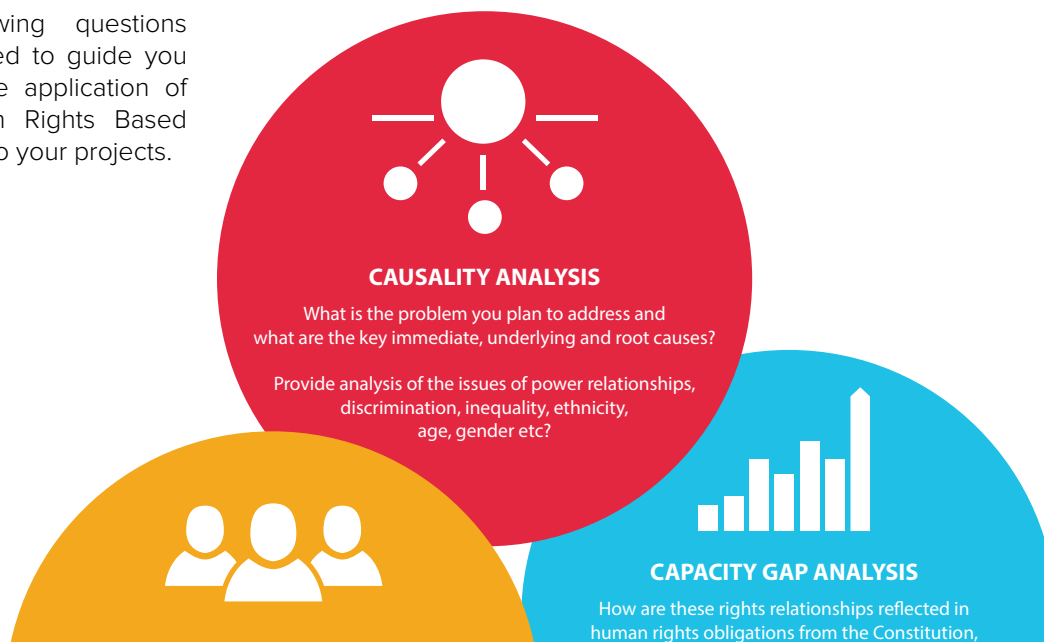 wing questions
ed to guide you
e application of
Rights Based
o your projects.
CAUSALITY ANALYSIS
What is the problem you plan to address and
what are the key immediate, underlying and root causes?
Provide analysis of the issues of power relationships,
discrimination, inequality, ethnicity,
age, gender etc?
CAPACITY GAP ANALYSIS
How are these rights relationships reflected in
human rights obligations from the Constitution,